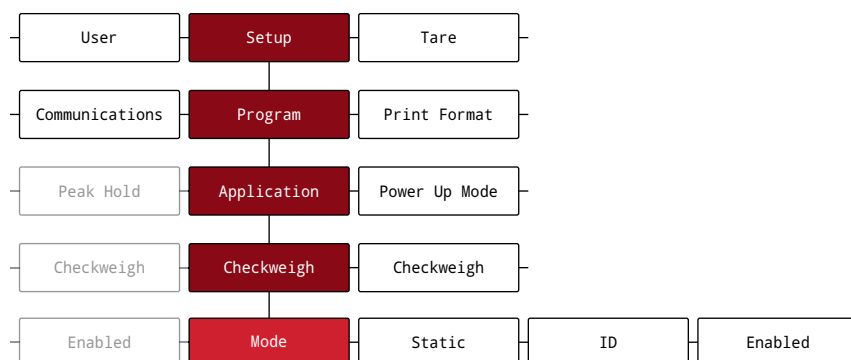 User Setup Tare
Communications Program Print Format
Peak Hold Application Power Up Mode
Checkweigh Checkweigh Checkweigh
Enabled Mode Static ID Enabled